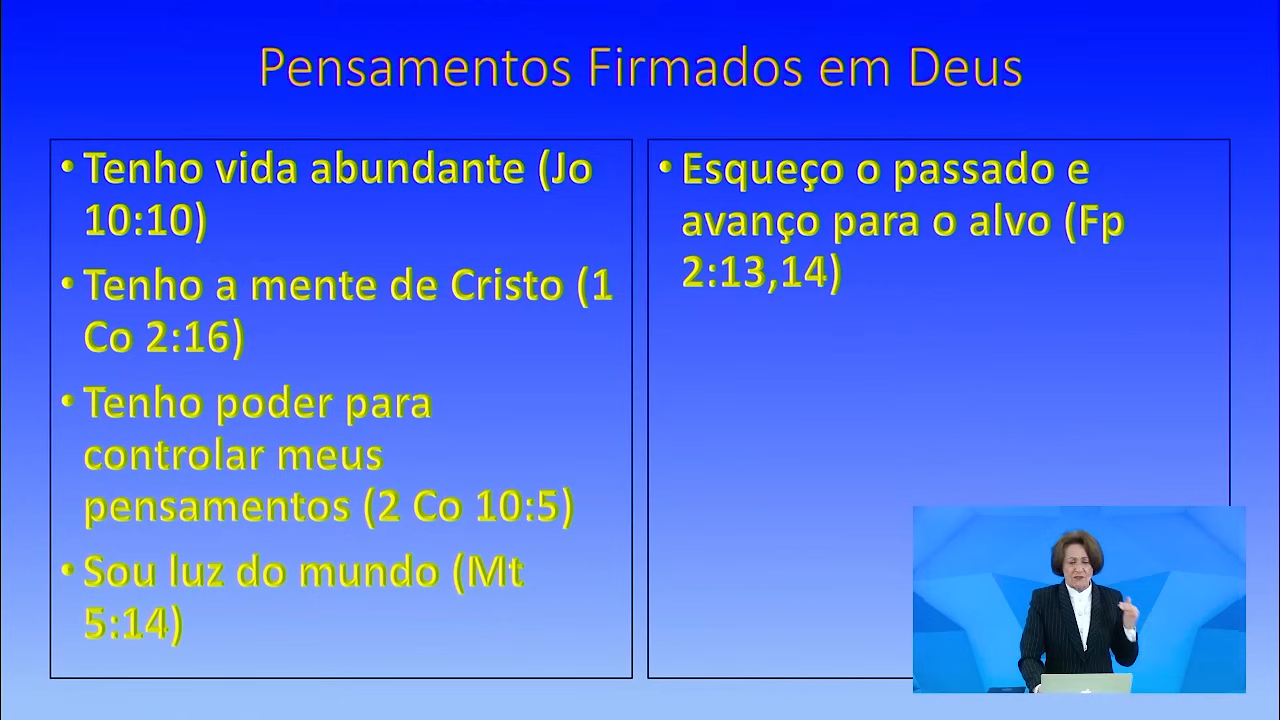 Pensamentos Firmados em Deus
• Tenho vida abundante (Jo
10:10)
• Tenho a mente de Cristo (1
Co 2:16)
• Tenho poder para
controlar meus
pensamentos (2 Co 10:5)
• Sou luz do mundo (Mt
5:14)
• Esqueço o passado e
avanço para o alvo (Fp
2:13,14)